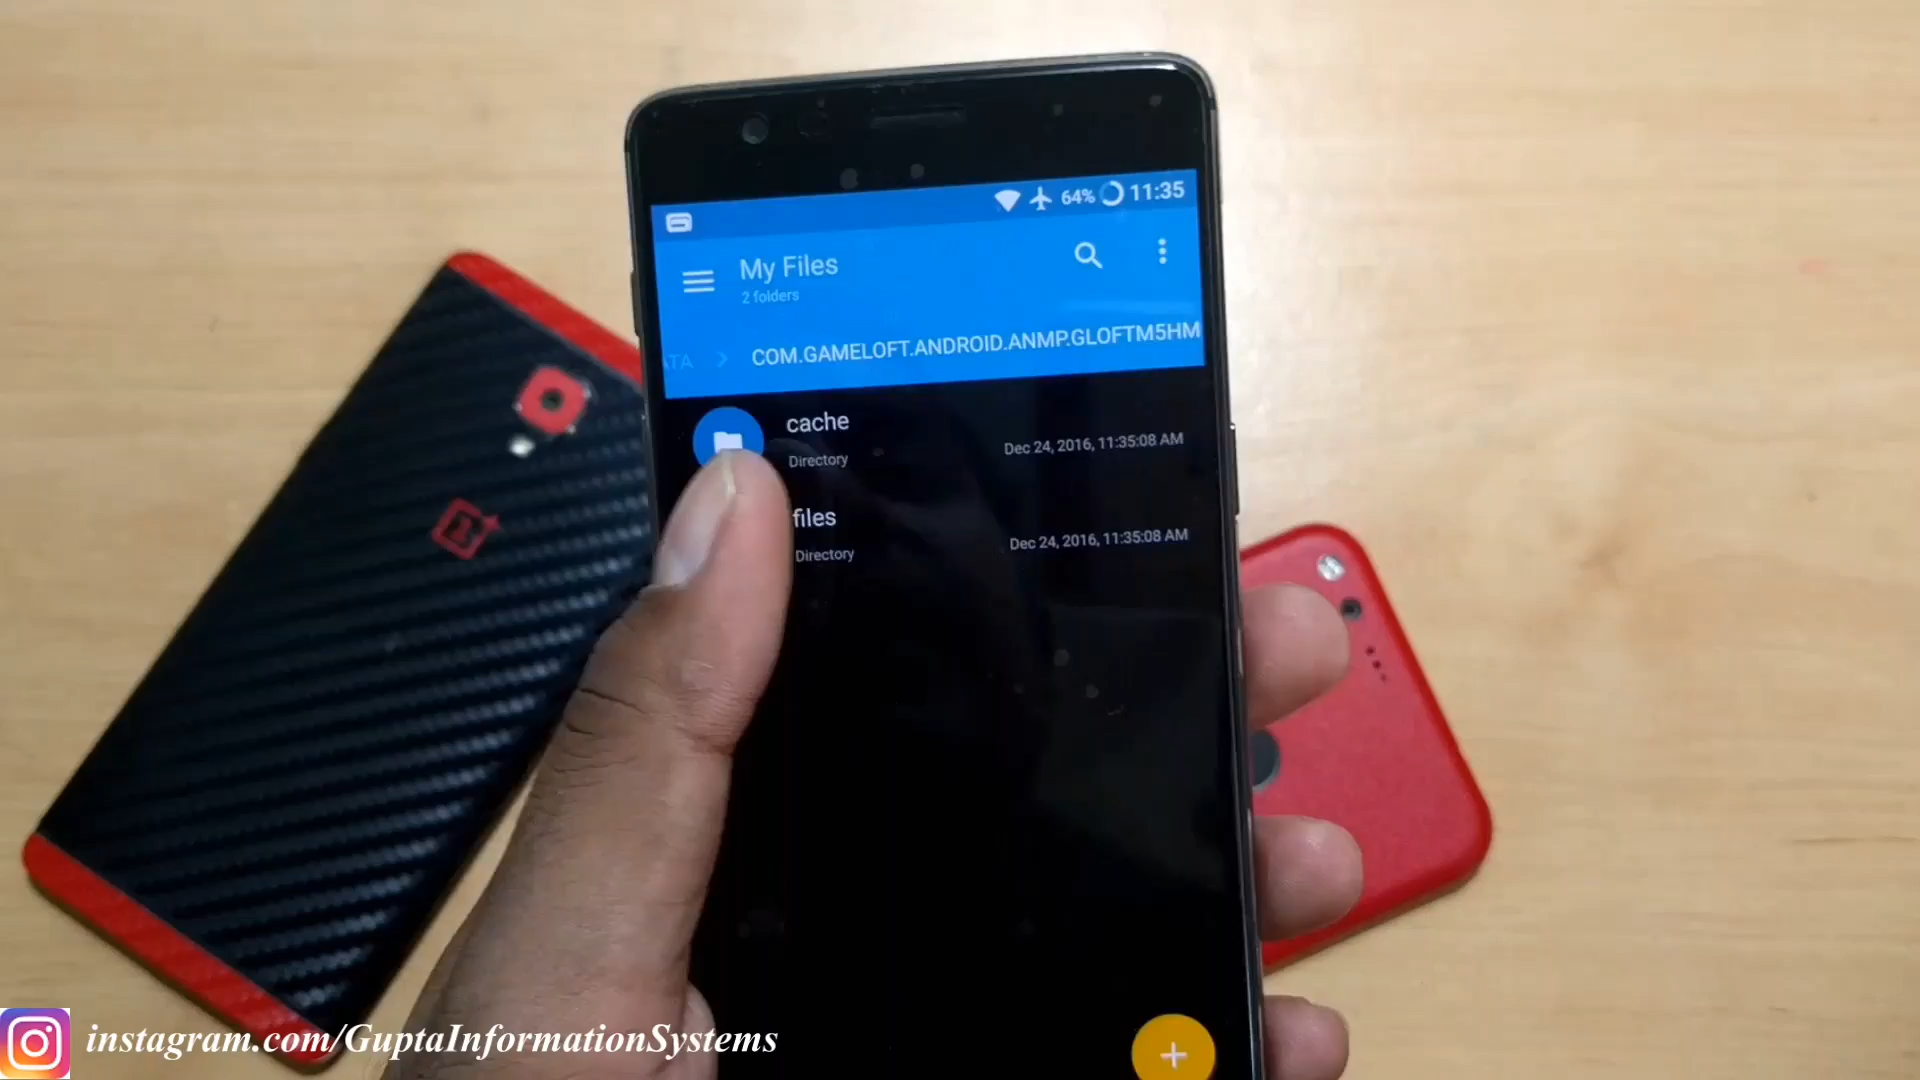 64% 11:35
My Files
2 folders
ATA > COM.GAMELOFT.ANDROID.ANMP.GLOFTM5HM
cache
Directory
Dec 24, 2016, 11:35:08 AM
files
Directory
Dec 24, 2016, 11:35:08 AM
instagram.com/GuptaInformationSystems